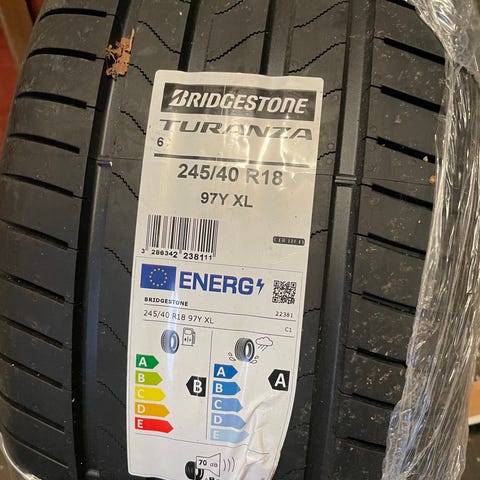 BRIDGESTONE
TURANZA
6
245/40 R18
97Y XL
3 286342 238111
ENERG
BRIDGESTONE
22381
245/40 R18 97Y XL
C1
A
B
C
D
E
B
A
B
C
D
E
A
70 dB